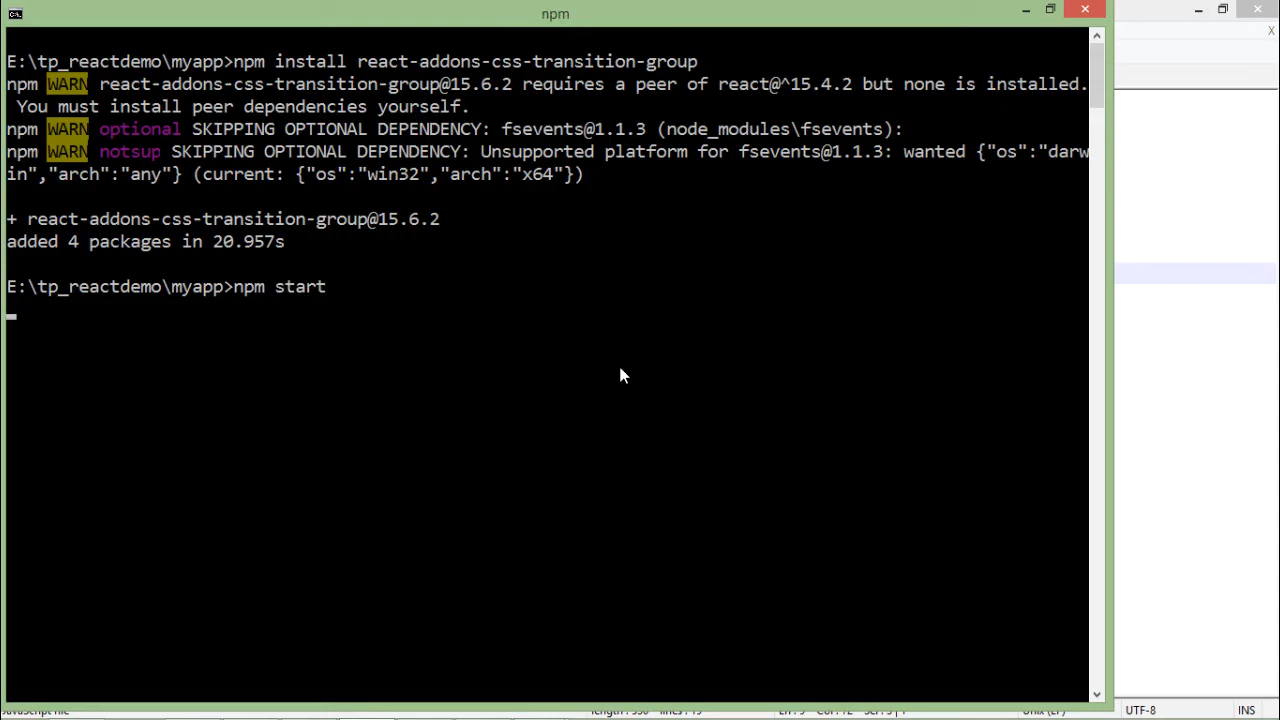 npm
E:\tp_reactdemo\myapp>npm install react-addons-css-transition-group
npm WARN react-addons-css-transition-group@15.6.2 requires a peer of react@^15.4.2 but none is installed.
You must install peer dependencies yourself.
npm WARN optional SKIPPING OPTIONAL DEPENDENCY: fsevents@1.1.3 (node_modules\fsevents):
npm WARN notsup SKIPPING OPTIONAL DEPENDENCY: Unsupported platform for fsevents@1.1.3: wanted {"os":"darw
in","arch":"any"} (current: {"os":"win32","arch":"x64"})
+ react-addons-css-transition-group@15.6.2
added 4 packages in 20.957s
E:\tp_reactdemo\myapp>npm start
UTF-8 INS